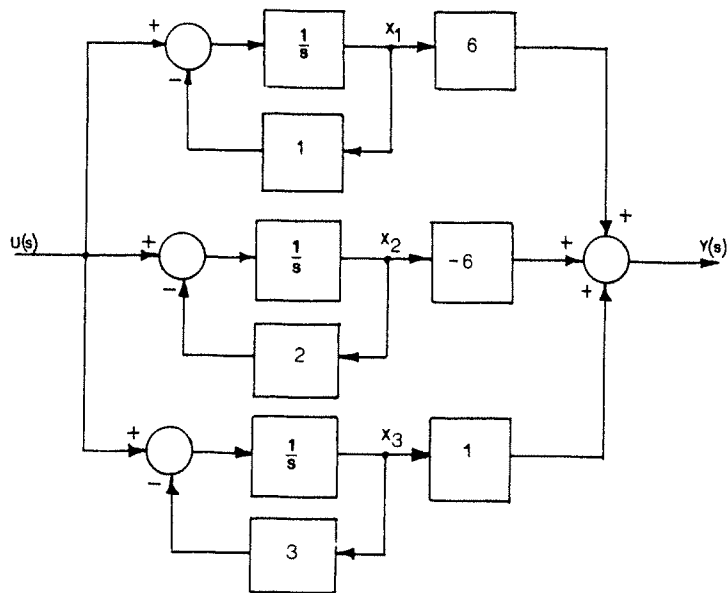 + 1/s x₁ 6
−
1
+
U(s) + 1/s x₂ -6 + Y(s)
−
+
2
+ 1/s x₃ 1
−
3